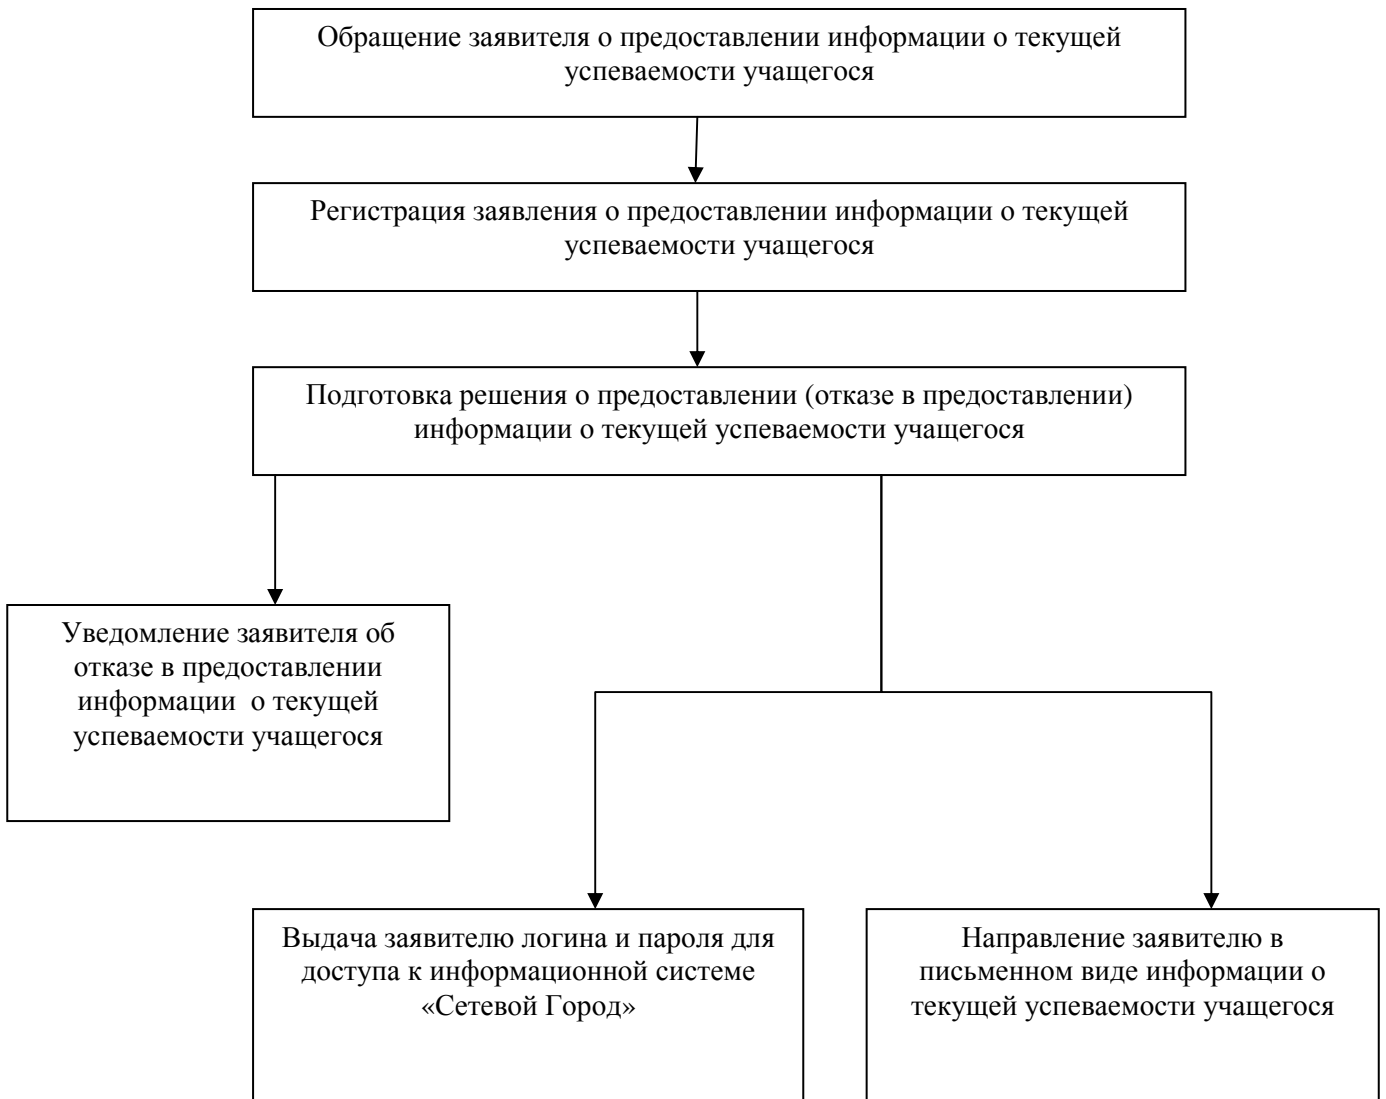 Обращение заявителя о предоставлении информации о текущей
успеваемости учащегося
Регистрация заявления о предоставлении информации о текущей
успеваемости учащегося
Подготовка решения о предоставлении (отказе в предоставлении)
информации о текущей успеваемости учащегося
Уведомление заявителя об
отказе в предоставлении
информации о текущей
успеваемости учащегося
Выдача заявителю логина и пароля для
доступа к информационной системе
«Сетевой Город»
Направление заявителю в
письменном виде информации о
текущей успеваемости учащегося